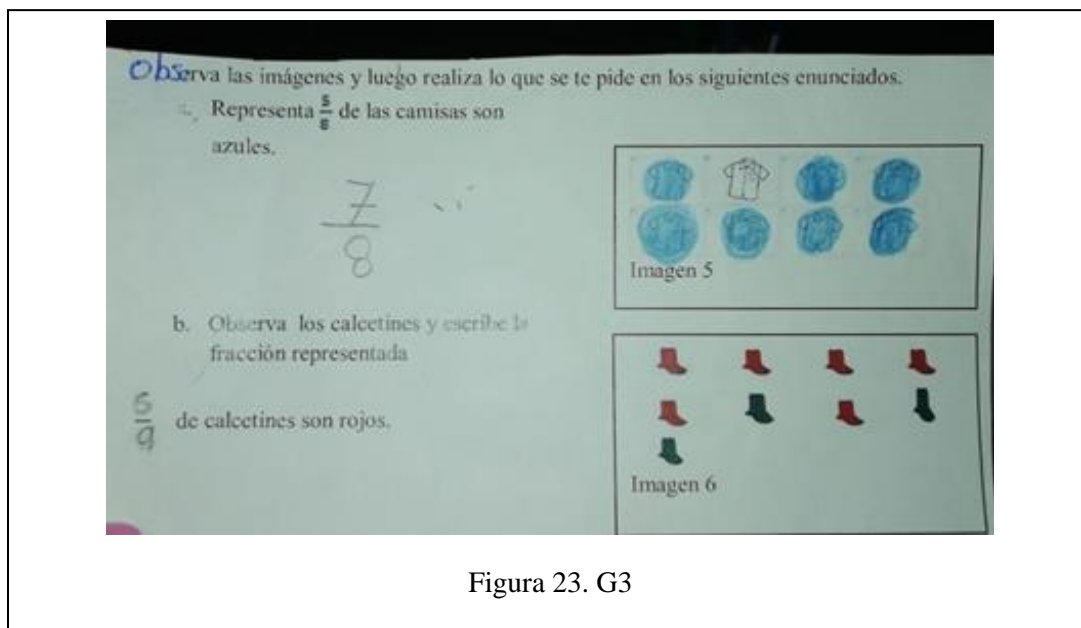 Observa las imágenes y luego realiza lo que se te pide en los siguientes enunciados.
a. Representa 5/8 de las camisas son
azules.
7/8
Imagen 5
b. Observa los calcetines y escribe la
fracción representada
5/9 de calcetines son rojos.
Imagen 6
Figura 23. G3